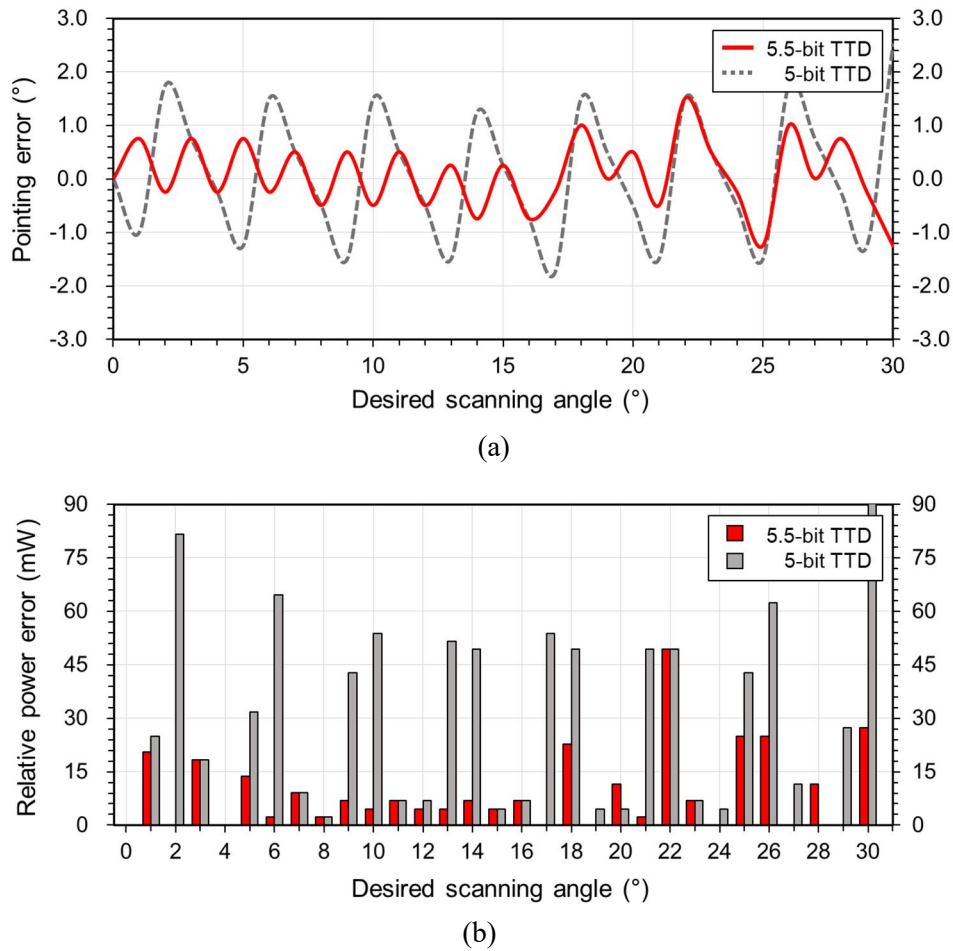 3.0 3.0
5.5-bit TTD
2.0 2.0
5-bit TTD
1.0 1.0
0.0 0.0
-1.0 -1.0
-2.0 -2.0
-3.0 -3.0
Pointing error (°)
0 5 10 15 20 25 30
Desired scanning angle (°)
(a)
90 90
5.5-bit TTD
75 75
5-bit TTD
60 60
45 45
30 30
15 15
0 0
Relative power error (mW)
0 2 4 6 8 10 12 14 16 18 20 22 24 26 28 30
Desired scanning angle (°)
(b)